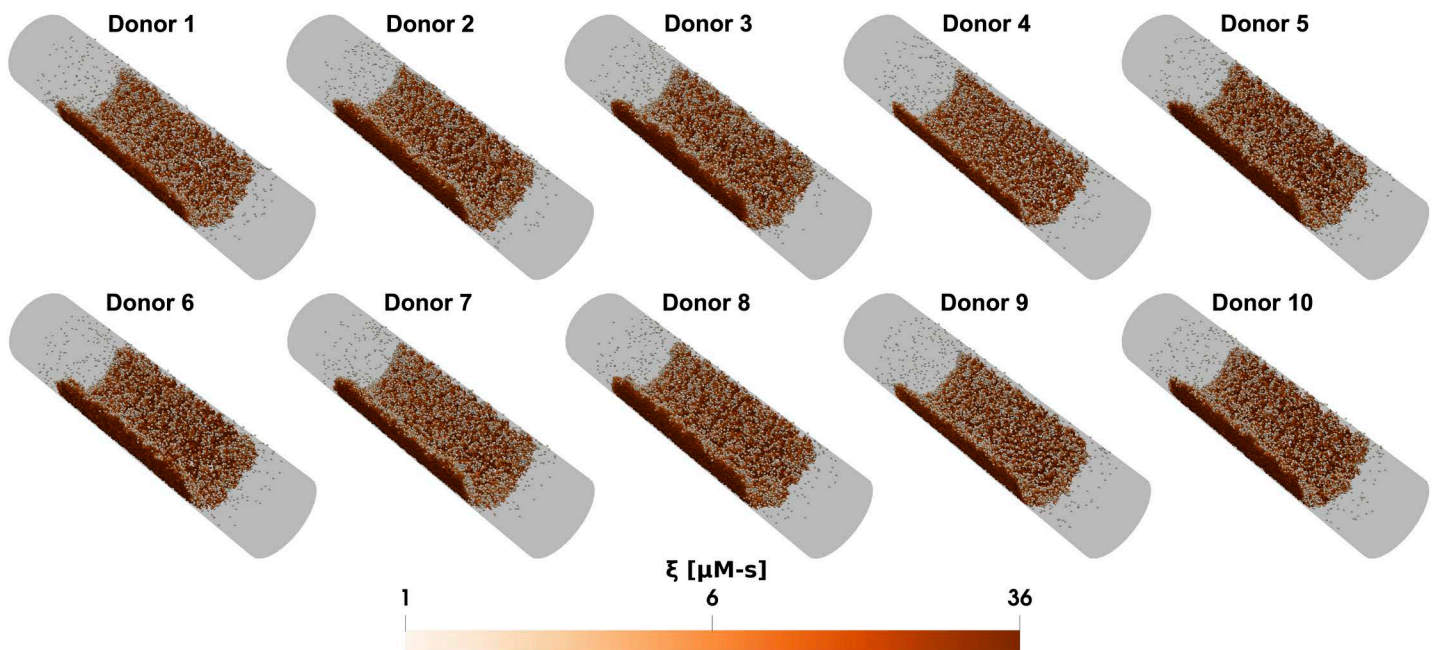 Donor 1
Donor 2
Donor 3
Donor 4
Donor 5
Donor 6
Donor 7
Donor 8
Donor 9
Donor 10
ξ [μM-s]
1 6 36